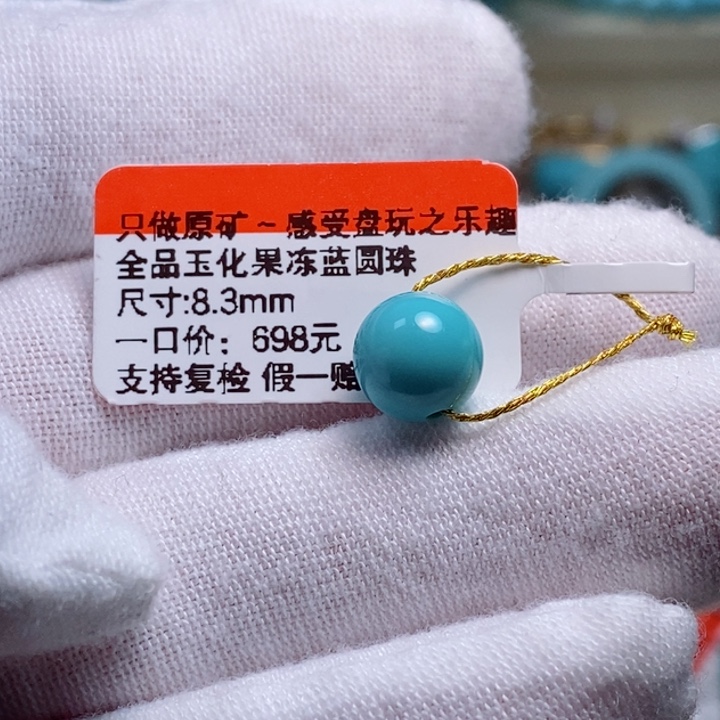 只做原矿~感受盘玩之乐趣
全品玉化果冻蓝圆珠
尺寸:8.3mm
一口价：698元
支持复检 假一赔